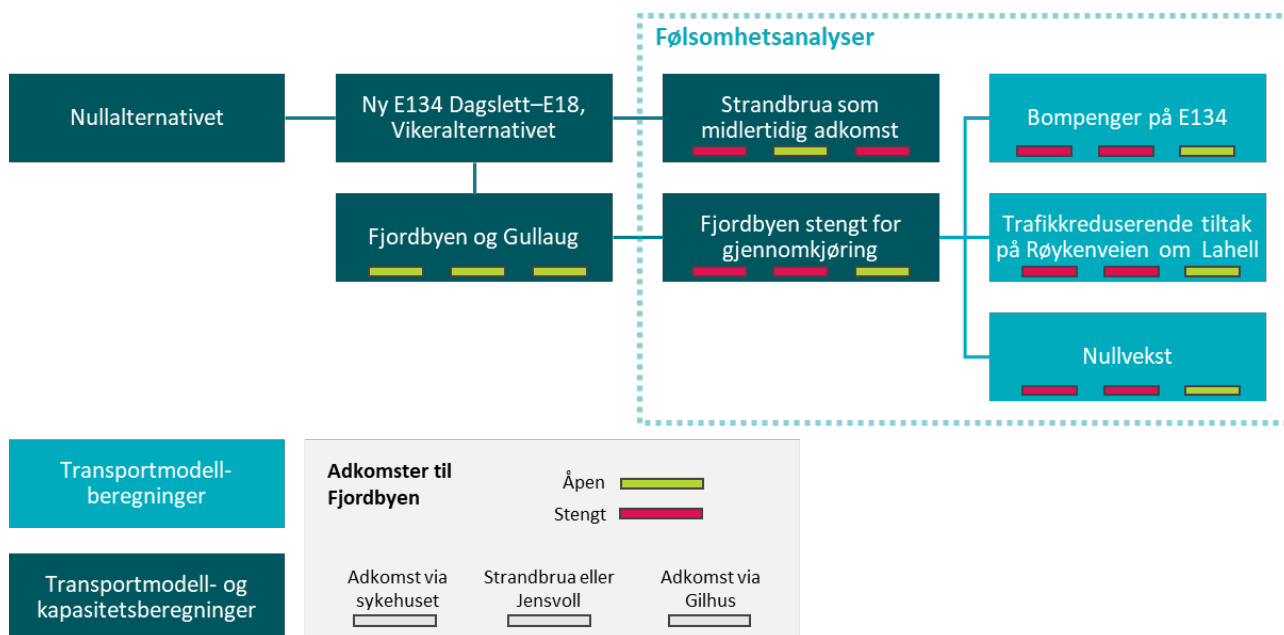 Følsomhetsanalyser
Nullalternativet
Ny E134 Dagslett–E18,
Vikeralternativet
Strandbrua som
midlertidig adkomst
Bompenger på E134
Fjordbyen og Gullaug
Fjordbyen stengt for
gjennomkjøring
Trafikkreduserende tiltak
på Røykenveien om Lahell
Nullvekst
Transportmodell-
beregninger
Transportmodell- og
kapasitetsberegninger
Adkomster til
Fjordbyen
Åpen
Stengt
Adkomst via
sykehuset
Strandbrua eller
Jensvoll
Adkomst via
Gilhus